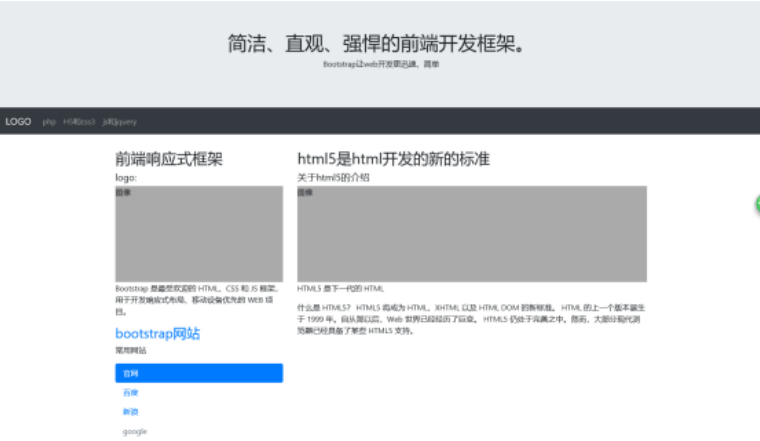 简洁、直观、强悍的前端开发框架。
Bootstrap让web开发更迅速、简单
LOGO php H5和css3 js和jquery
前端响应式框架
logo:
图像
Bootstrap 是最受欢迎的 HTML、CSS 和 JS 框架，
用于开发响应式布局、移动设备优先的 WEB 项
目。
bootstrap网站
常用网站
官网
百度
新浪
google
html5是html开发的新的标准
关于html5的介绍
图像
HTML5 是下一代的 HTML
什么是 HTML5？ HTML5 将成为 HTML、XHTML 以及 HTML DOM 的新标准。 HTML 的上一个版本诞生
于 1999 年。自从那以后，Web 世界已经经历了巨变。 HTML5 仍处于完善之中。然而，大部分现代浏
览器已经具备了某些 HTML5 支持。